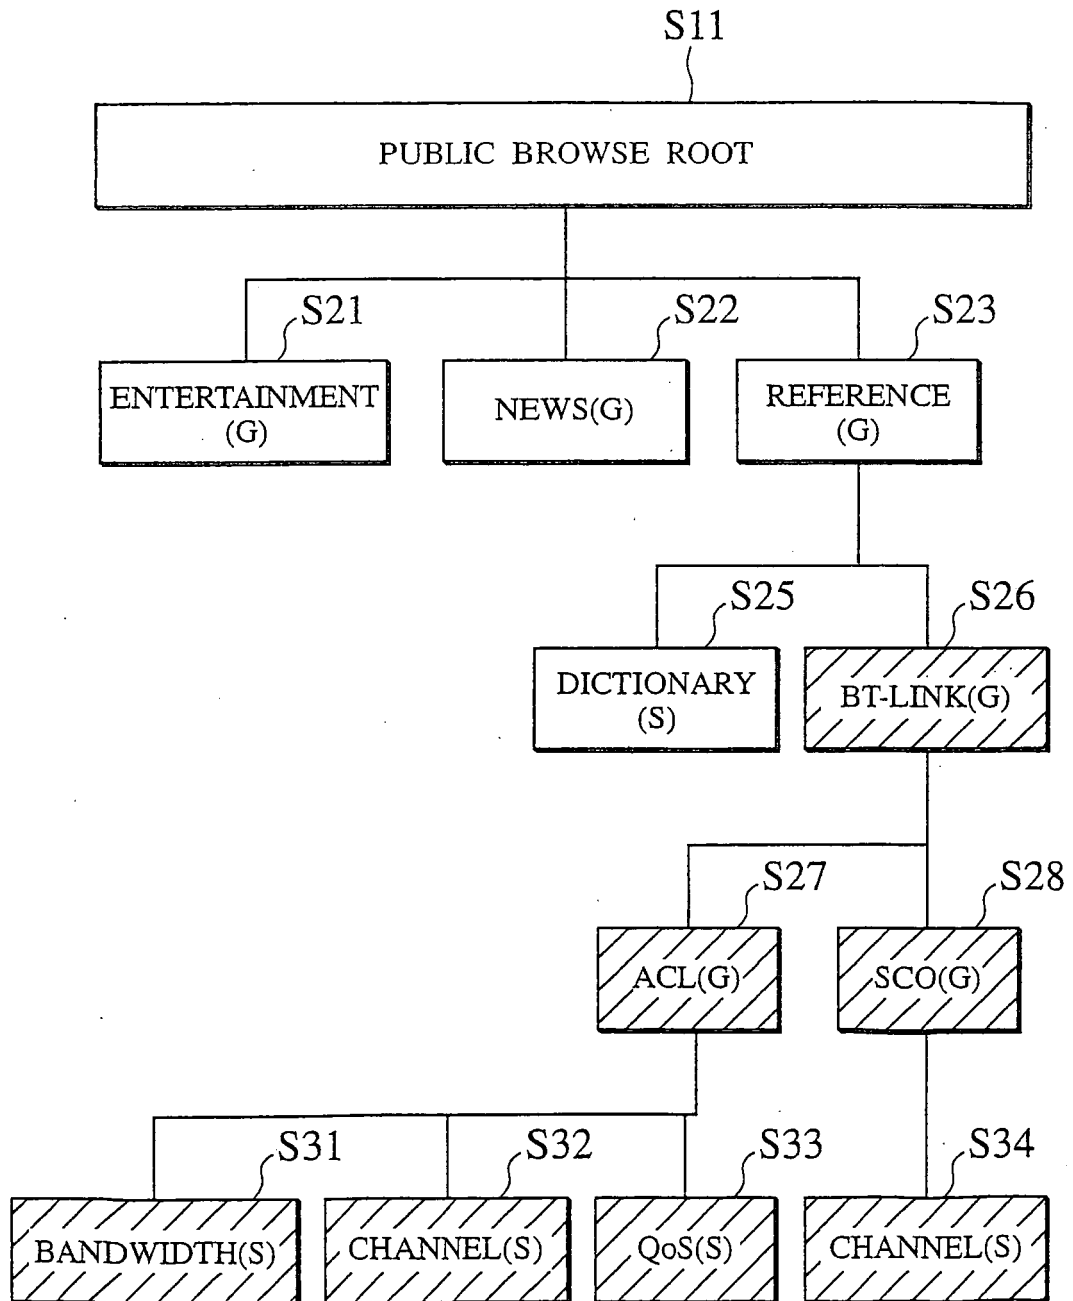 S11
PUBLIC BROWSE ROOT
S21
S22
S23
ENTERTAINMENT
(G)
NEWS(G)
REFERENCE
(G)
S25
S26
DICTIONARY
(S)
BT-LINK(G)
S27
S28
ACL(G)
SCO(G)
S31
S32
S33
S34
BANDWIDTH(S)
CHANNEL(S)
QoS(S)
CHANNEL(S)